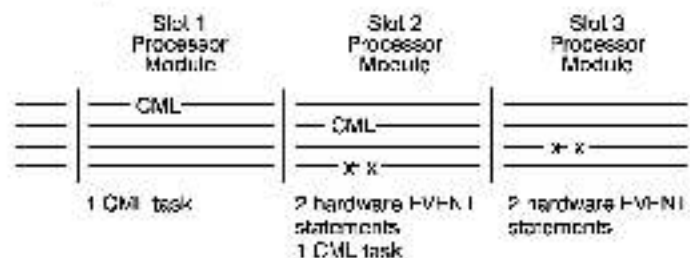 Slot 1
Processor
Module
Slot 2
Processor
Module
Slot 3
Processor
Module
CML
CML
x x
x x
1 CML task
2 hardware EVENT
statements
1 CML task
2 hardware EVENT
statements